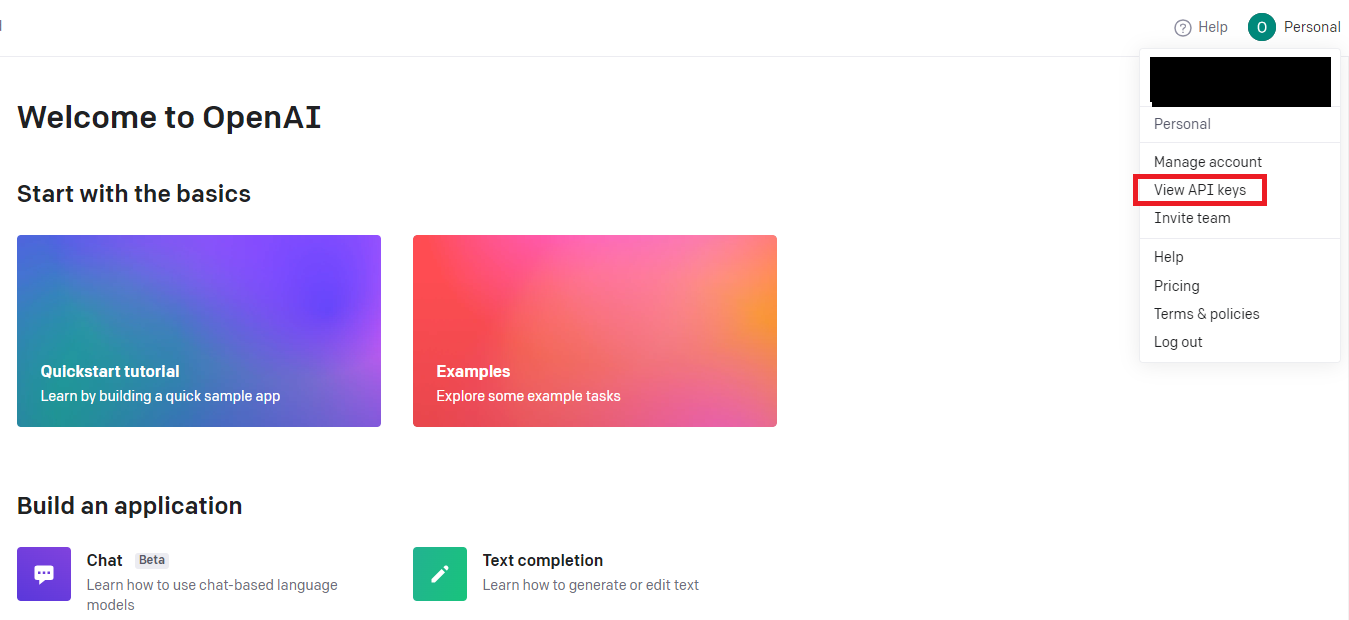 Help
O
Personal
Welcome to OpenAI
Personal
Manage account
View API keys
Invite team
Help
Pricing
Terms & policies
Log out
Start with the basics
Quickstart tutorial
Learn by building a quick sample app
Examples
Explore some example tasks
Build an application
Chat Beta
Learn how to use chat-based language
models
Text completion
Learn how to generate or edit text